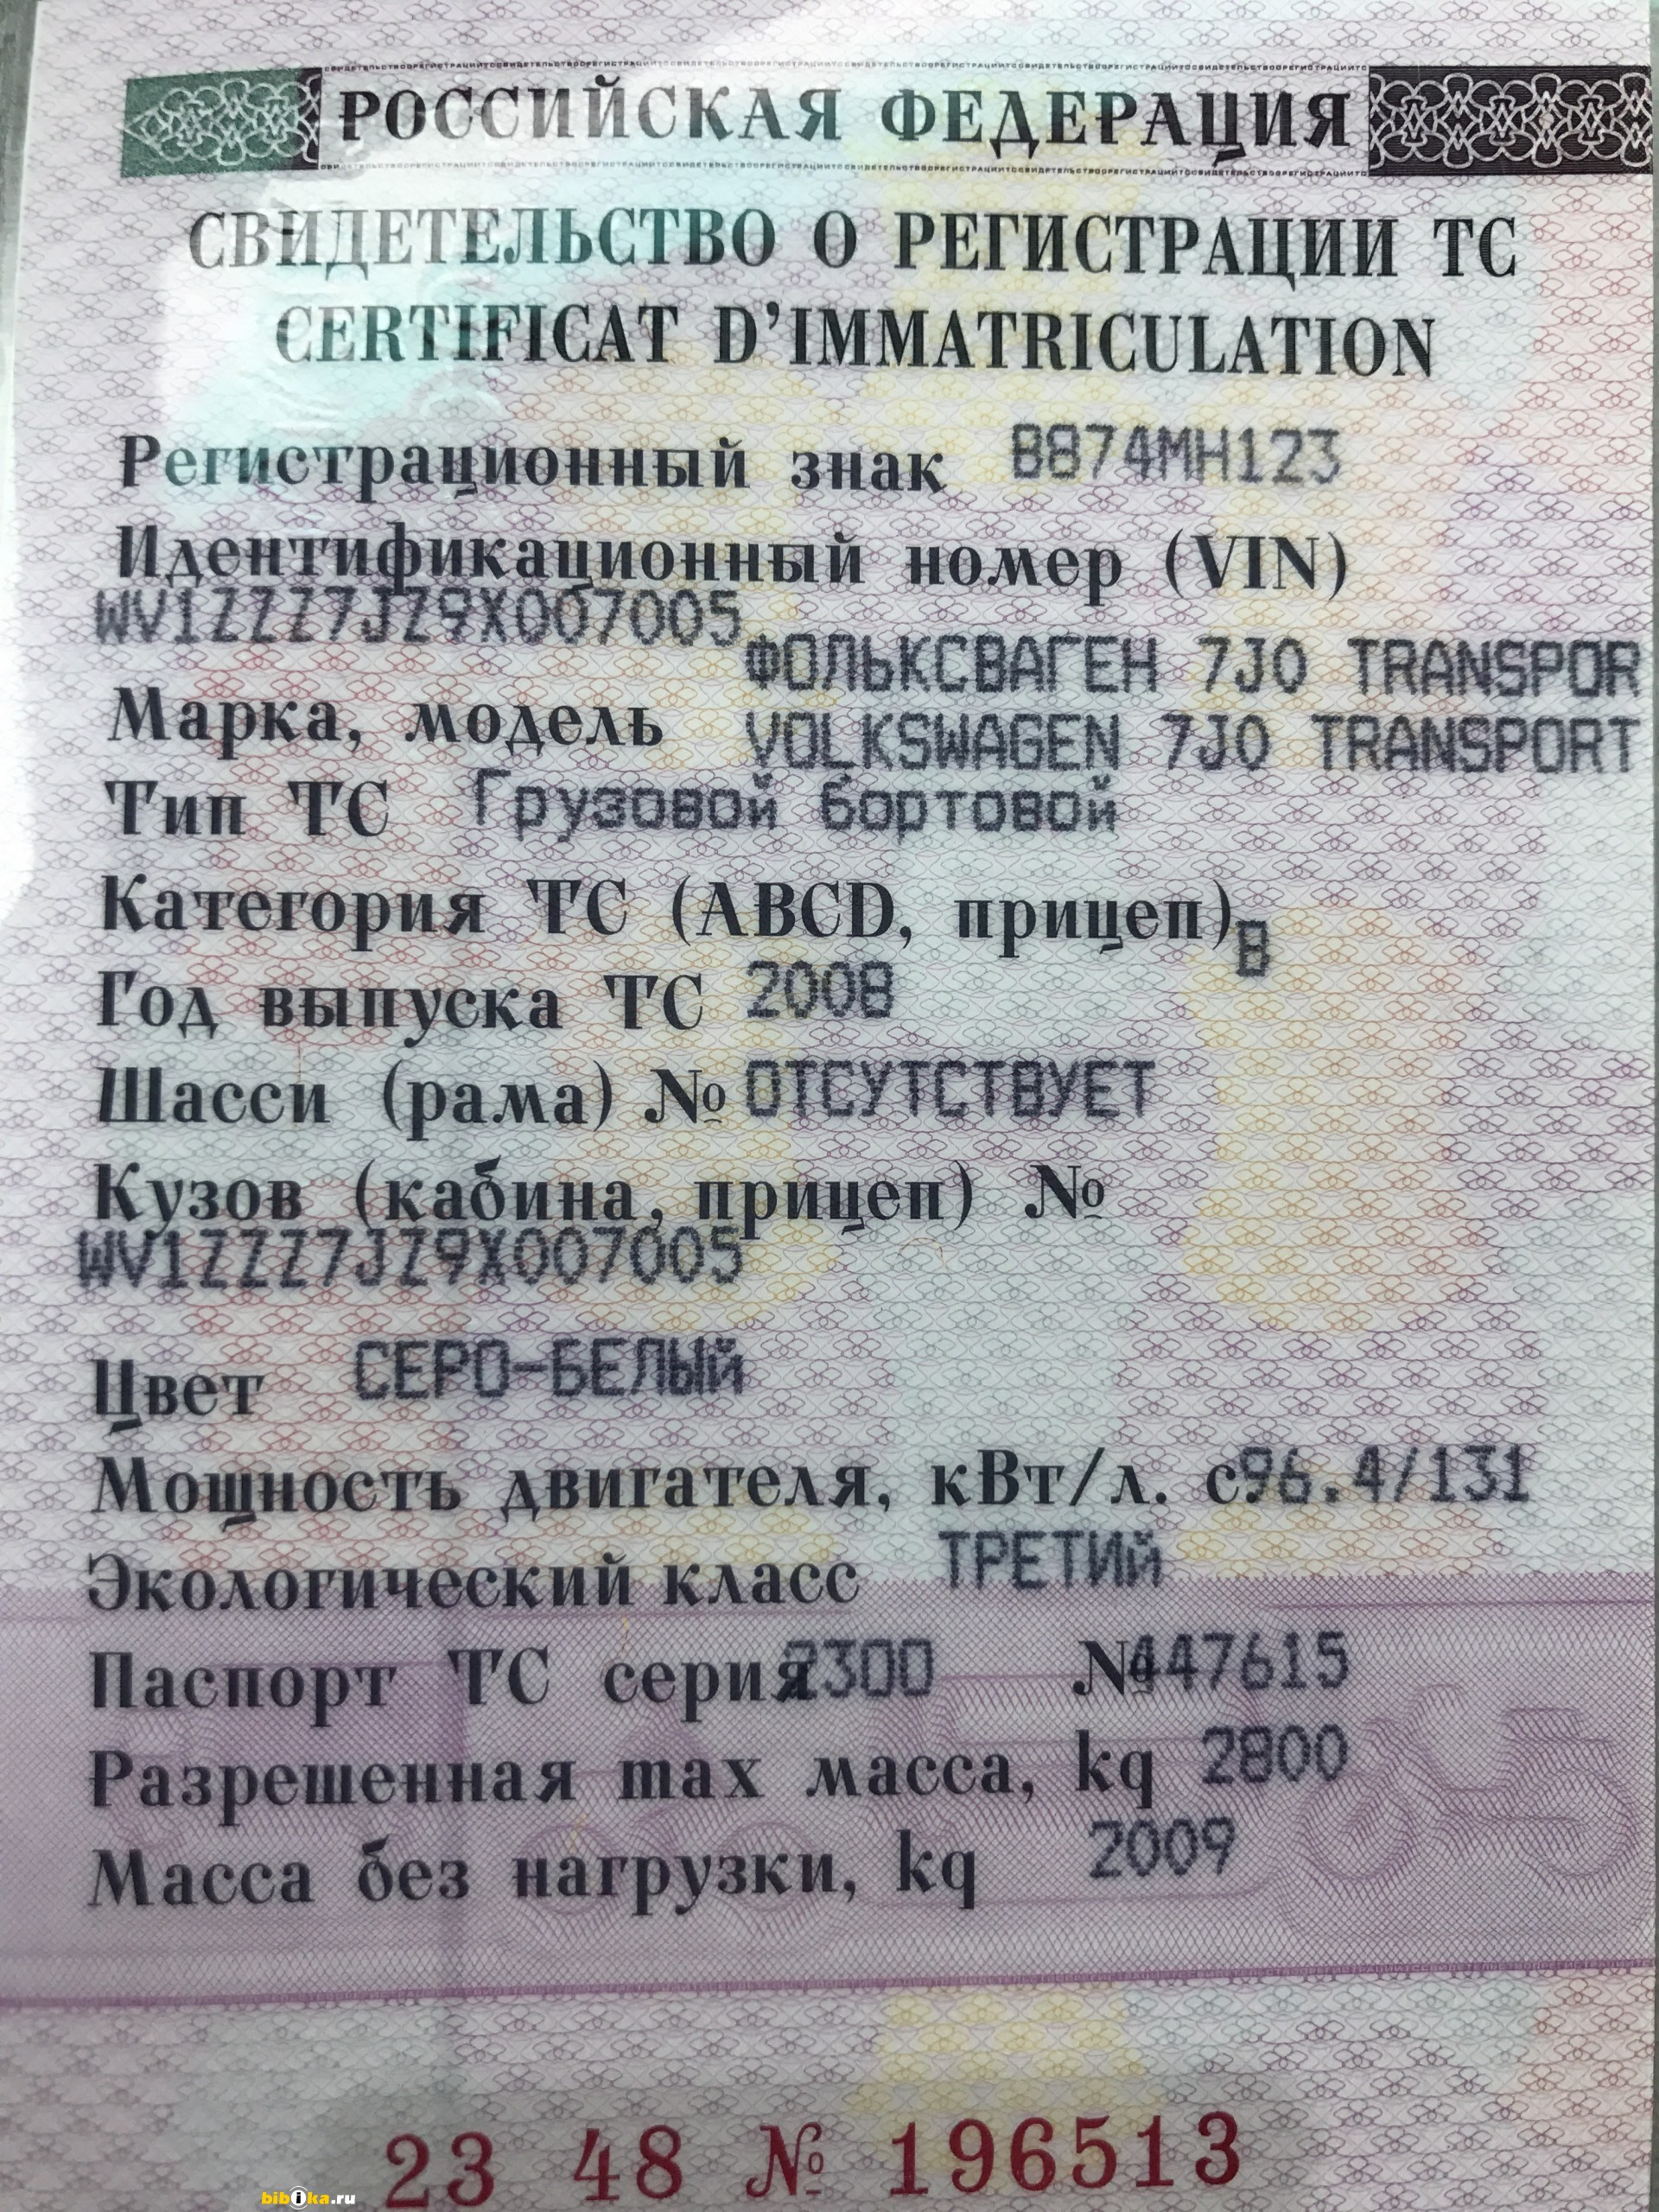 РОССИЙСКАЯ ФЕДЕРАЦИЯ
СВИДЕТЕЛЬСТВО О РЕГИСТРАЦИИ ТС
CERTIFICAT D'IMMATRICULATION
Регистрационный знак В874МН123
Идентификационный номер (VIN)
WV1ZZZ7JZ9X007005
ФОЛЬКСВАГЕН 7J0 TRANSPOR
Марка, модель VOLKSWAGEN 7J0 TRANSPORT
Тип ТС Грузовой бортовой
Категория ТС (ABCD, прицеп) В
Год выпуска ТС 2008
Шасси (рама) № ОТСУТСТВУЕТ
Кузов (кабина, прицеп) №
WV1ZZZ7JZ9X007005
Цвет СЕРО-БЕЛЫЙ
Мощность двигателя, кВт/л. с 96.4/131
Экологический класс ТРЕТИЙ
Паспорт ТС серия 2300 № 447615
Разрешенная max масса, kg 2800
Масса без нагрузки, kg 2009
23 48 № 196513
bibika.ru